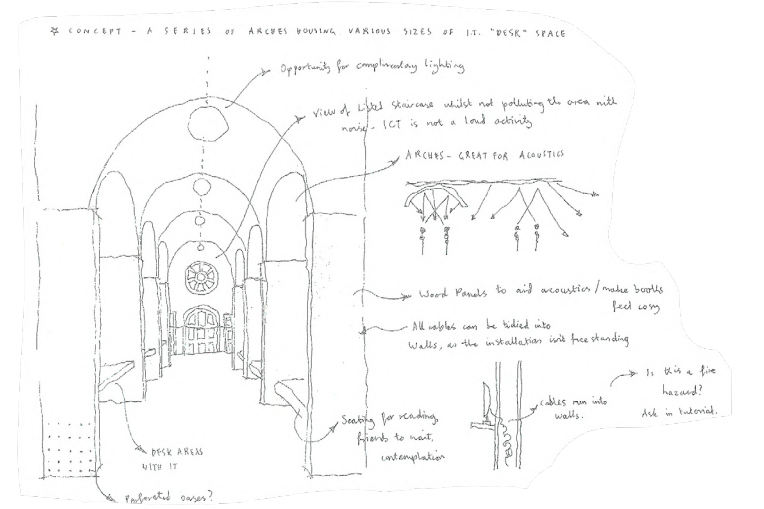 ☆ CONCEPT - A SERIES OF ARCHES HOUSING VARIOUS SIZES OF I.T. "DESK" SPACE
Opportunity for complimentary lighting
View of Listed Staircase whilst not polluting the area with
noise - ICT is not a loud activity
ARCHES - GREAT FOR ACOUSTICS
Wood Panels to aid acoustics / make booths
feel cosy
All cables can be tidied into
walls, as the installation isn't freestanding
Is this a fire
hazard?
Ask in tutorial.
cables run into
walls.
Seating for reading,
friends to wait,
contemplation
DESK AREAS
WITH IT
Perforated bases?